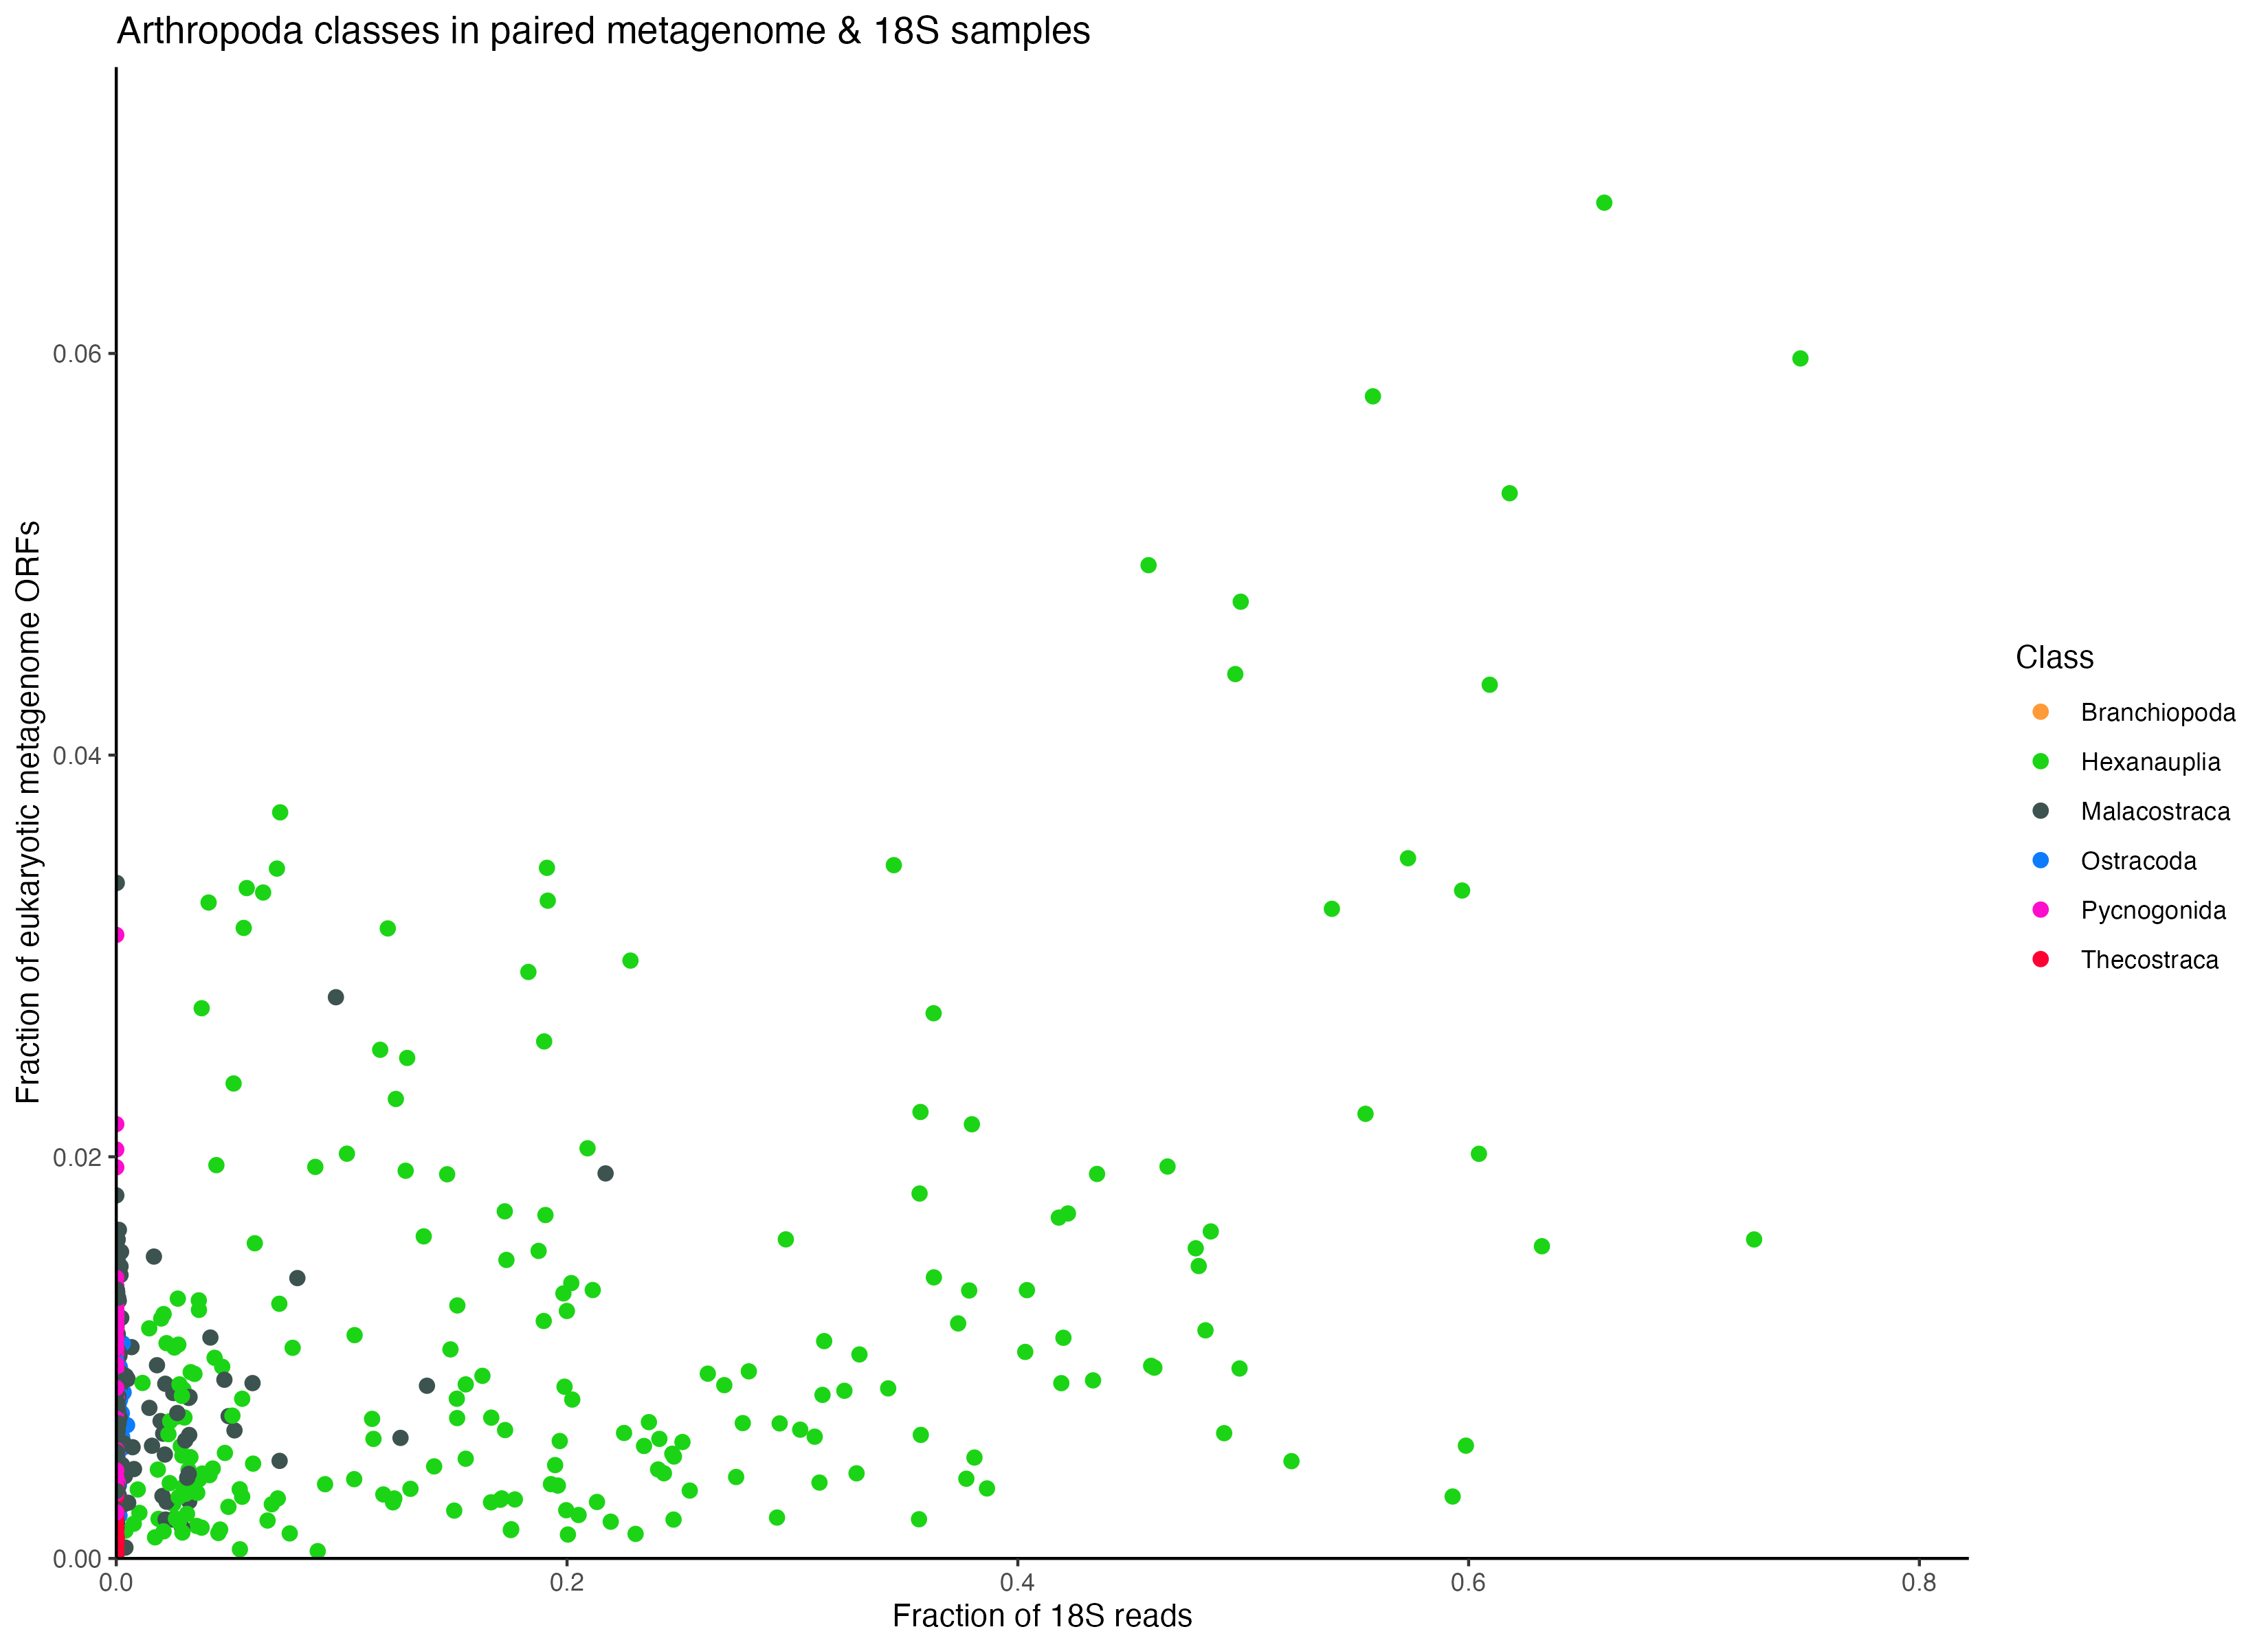 Arthropoda classes in paired metagenome & 18S samples
Fraction of eukaryotic metagenome ORFs
0.06
0.04
0.02
0.00
0.0
0.2
0.4
0.6
0.8
Fraction of 18S reads
Class
Branchiopoda
Hexanauplia
Malacostraca
Ostracoda
Pycnogonida
Thecostraca